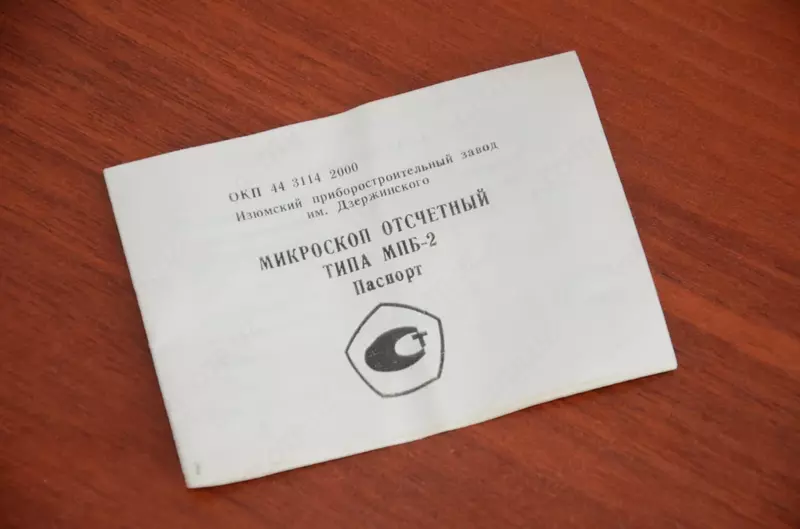 ОКП 44 3114 2000
Изюмский приборостроительный завод
им. Дзержинского
МИКРОСКОП ОТСЧЕТНЫЙ
ТИПА МПБ-2
Паспорт